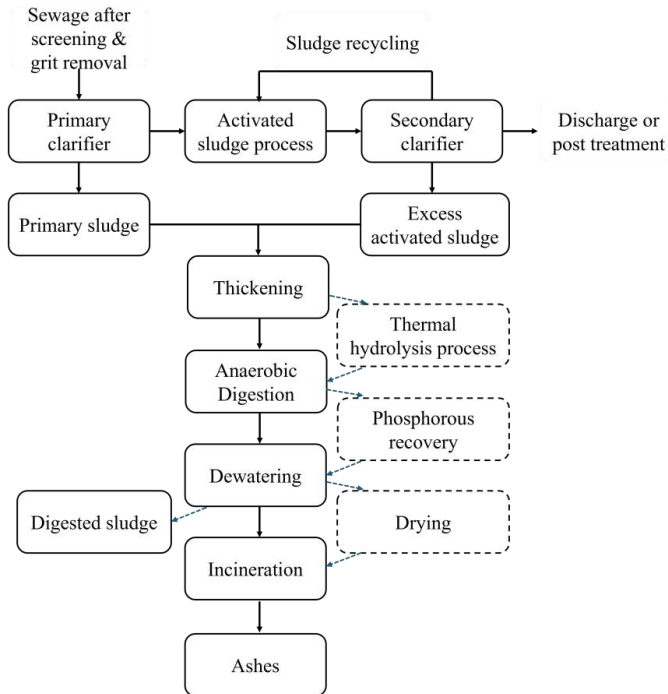 Sewage after
screening &
grit removal
Sludge recycling
Primary
clarifier
Activated
sludge process
Secondary
clarifier
Discharge or
post treatment
Primary sludge
Excess
activated sludge
Thickening
Thermal
hydrolysis process
Anaerobic
Digestion
Phosphorous
recovery
Dewatering
Digested sludge
Drying
Incineration
Ashes